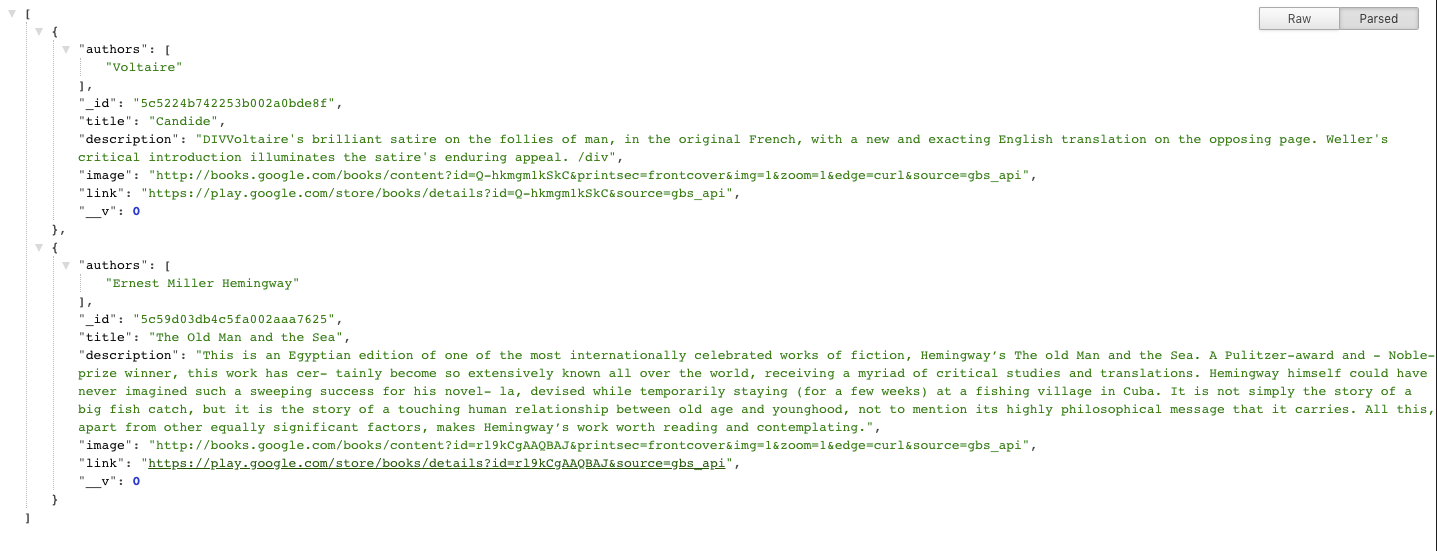 [
Raw
Parsed
{
"authors": [
"Voltaire"
],
"_id": "5c5224b742253b002a0bde8f",
"title": "Candide",
"description": "DIVVoltaire's brilliant satire on the follies of man, in the original French, with a new and exacting English translation on the opposing page. Weller's
critical introduction illuminates the satire's enduring appeal. /div",
"image": "http://books.google.com/books/content?id=Q-hkmgmlkSkC&printsec=frontcover&img=1&zoom=1&edge=curl&source=gbs_api",
"link": "https://play.google.com/store/books/details?id=Q-hkmgmlkSkC&source=gbs_api",
"__v": 0
},
{
"authors": [
"Ernest Miller Hemingway"
],
"_id": "5c59d03db4c5fa002aaa7625",
"title": "The Old Man and the Sea",
"description": "This is an Egyptian edition of one of the most internationally celebrated works of fiction, Hemingway’s The old Man and the Sea. A Pulitzer-award and - Noble-
prize winner, this work has cer- tainly become so extensively known all over the world, receiving a myriad of critical studies and translations. Hemingway himself could have
never imagined such a sweeping success for his novel- la, devised while temporarily staying (for a few weeks) at a fishing village in Cuba. It is not simply the story of a
big fish catch, but it is the story of a touching human relationship between old age and younghood, not to mention its highly philosophical message that it carries. All this,
apart from other equally significant factors, makes Hemingway’s work worth reading and contemplating.",
"image": "http://books.google.com/books/content?id=rl9kCgAAQBAJ&printsec=frontcover&img=1&zoom=1&edge=curl&source=gbs_api",
"link": "https://play.google.com/store/books/details?id=rl9kCgAAQBAJ&source=gbs_api",
"__v": 0
}
]